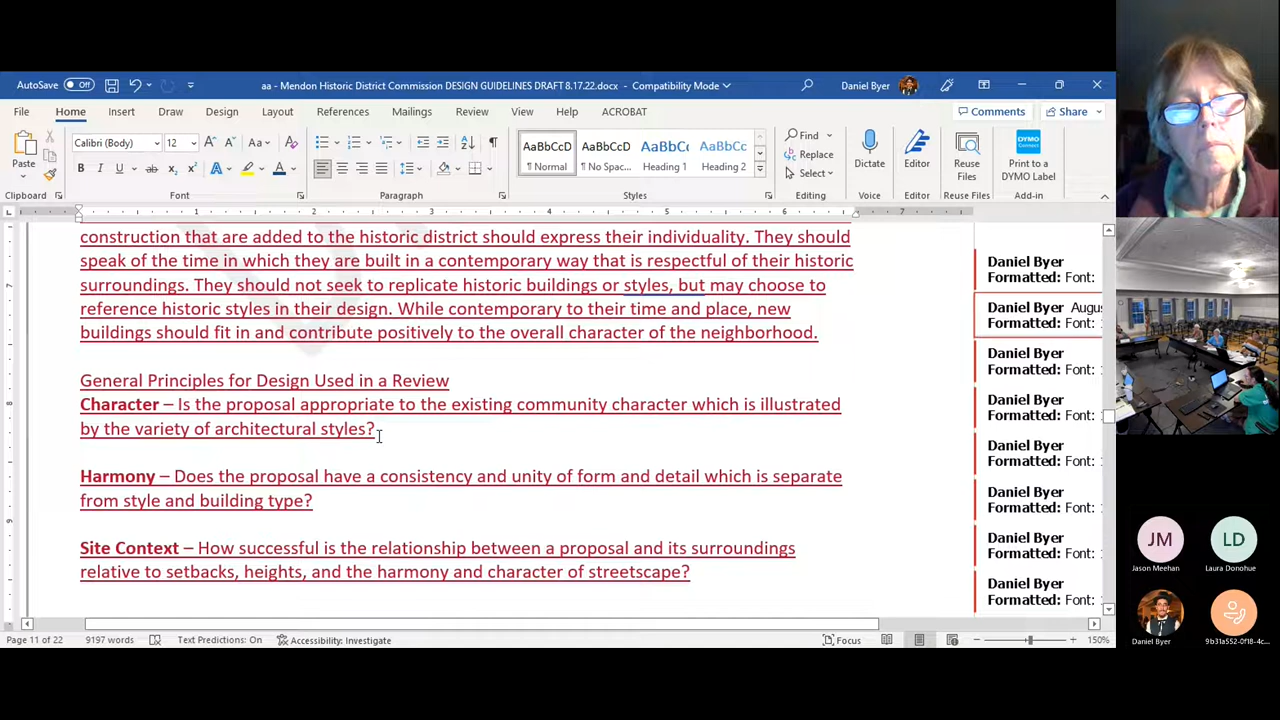 AutoSave Off
aa - Mendon Historic District Commission DESIGN GUIDELINES DRAFT 8.17.22.docx - Compatibility Mode
Daniel Byer
File Home Insert Draw Design Layout References Mailings Review View Help ACROBAT
Comments Share
Paste
Clipboard
Calibri (Body) 12
Font
Paragraph
AaBbCcD AaBbCcD AaBbC AaBbCc
¶ Normal ¶ No Spac... Heading 1 Heading 2
Styles
Find
Replace
Select
Editing
Dictate
Voice
Editor
Editor
Reuse Files
Reuse Files
Print to a DYMO Label
Add-in
1 2 3 4 5 6 7
construction that are added to the historic district should express their individuality. They should
speak of the time in which they are built in a contemporary way that is respectful of their historic
surroundings. They should not seek to replicate historic buildings or styles, but may choose to
reference historic styles in their design. While contemporary to their time and place, new
buildings should fit in and contribute positively to the overall character of the neighborhood.
General Principles for Design Used in a Review
Character – Is the proposal appropriate to the existing community character which is illustrated
by the variety of architectural styles?
Harmony – Does the proposal have a consistency and unity of form and detail which is separate
from style and building type?
Site Context – How successful is the relationship between a proposal and its surroundings
relative to setbacks, heights, and the harmony and character of streetscape?
Daniel Byer
Formatted: Font:
Daniel Byer Augus
Formatted: Font:
Daniel Byer
Formatted: Font:
Daniel Byer
Formatted: Font:
Daniel Byer
Formatted: Font:
Daniel Byer
Formatted: Font:
Daniel Byer
Formatted: Font:
Daniel Byer
Formatted: Font:
JM
Jason Meehan
LD
Laura Donohue
Daniel Byer
9b31a552-0f18-4c...
Page 11 of 22 9197 words Text Predictions: On Accessibility: Investigate
Focus 150%